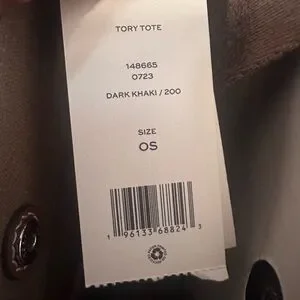 TORY TOTE
148665
0723
DARK KHAKI / 200
SIZE
OS
1 96133 68824 3